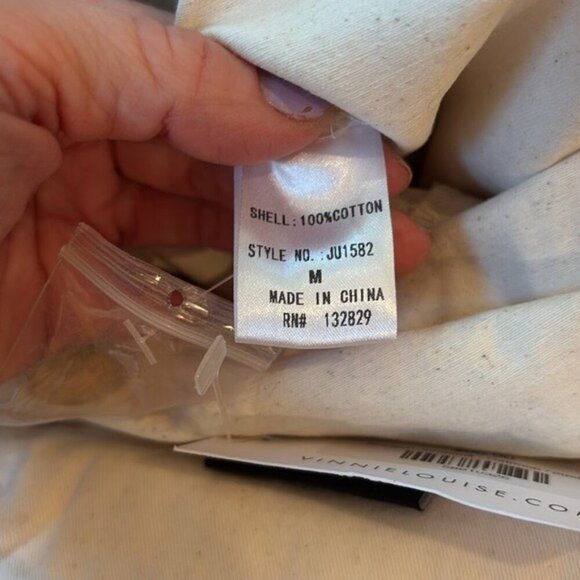 SHELL:100%COTTON
STYLE NO.:JU1582
M
MADE IN CHINA
RN# 132829
VINNIELOUISE.CO